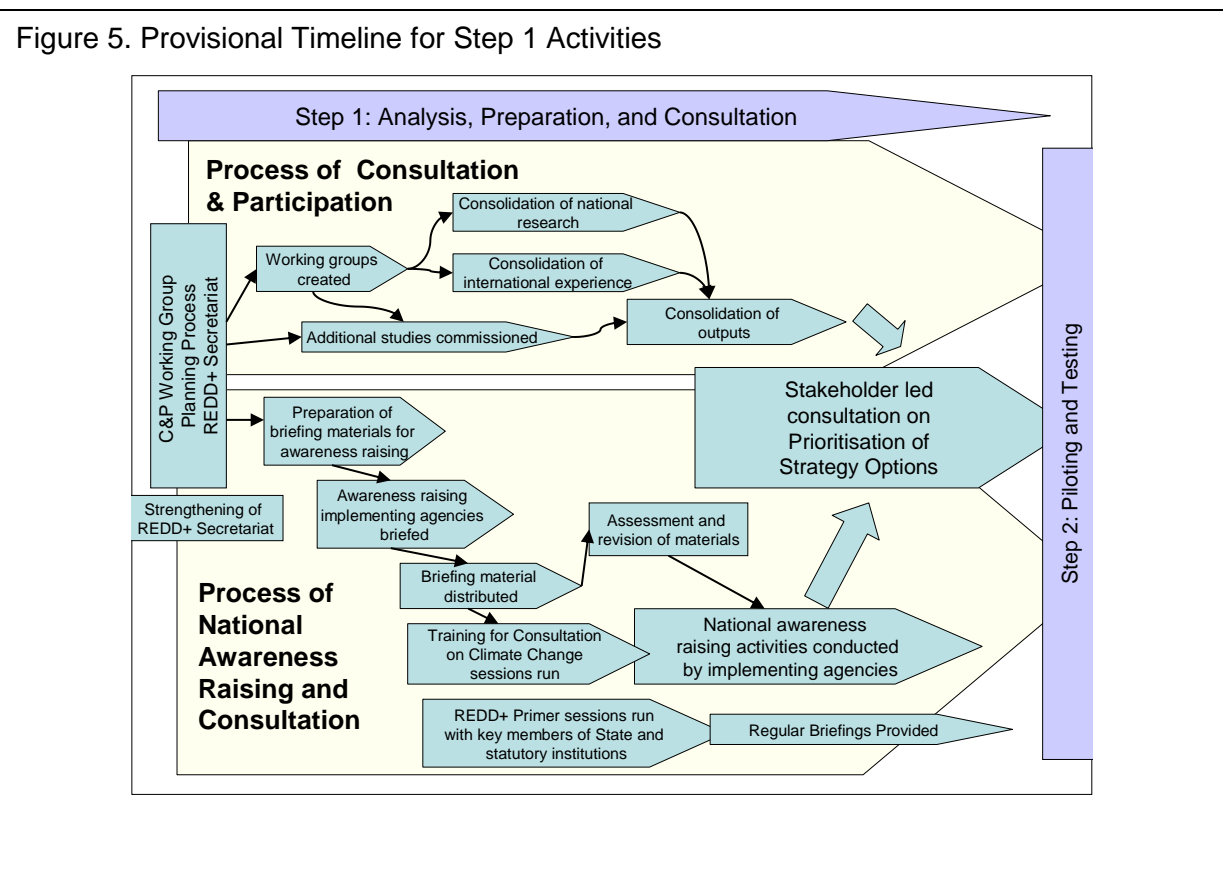 Figure 5. Provisional Timeline for Step 1 Activities
Step 1: Analysis, Preparation, and Consultation
Process of Consultation
& Participation
C&P Working Group
Planning Process
REDD+ Secretariat
Working groups
created
Consolidation of national
research
Consolidation of
international experience
Additional studies commissioned
Consolidation of
outputs
Stakeholder led
consultation on
Prioritisation of
Strategy Options
Step 2: Piloting and Testing
Preparation of
briefing materials for
awareness raising
Strengthening of
REDD+ Secretariat
Awareness raising
implementing agencies
briefed
Assessment and
revision of materials
Briefing material
distributed
Process of
National
Awareness
Raising and
Consultation
Training for Consultation
on Climate Change
sessions run
National awareness
raising activities conducted
by implementing agencies
REDD+ Primer sessions run
with key members of State and
statutory institutions
Regular Briefings Provided